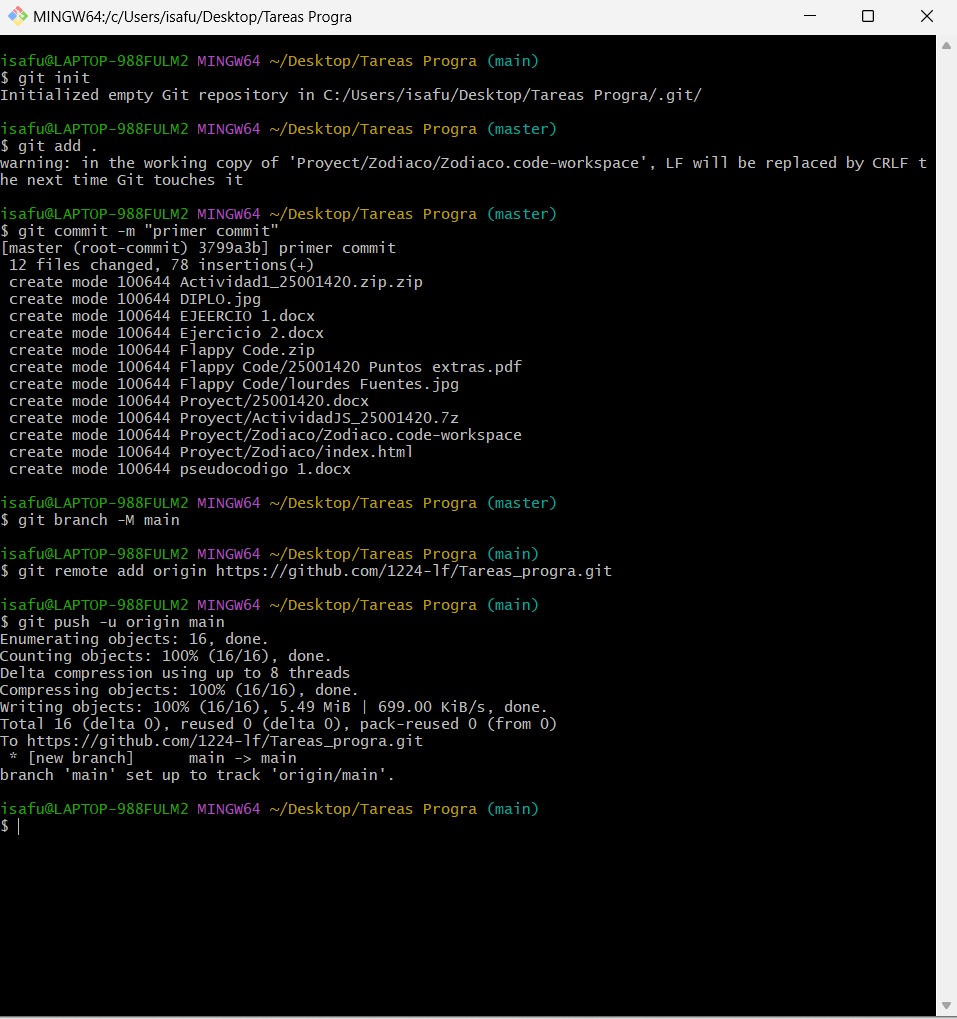 MINGW64:/c/Users/isafu/Desktop/Tareas Progra
isafu@LAPTOP-988FULM2 MINGW64 ~/Desktop/Tareas Progra (main)
$ git init
Initialized empty Git repository in C:/Users/isafu/Desktop/Tareas Progra/.git/
isafu@LAPTOP-988FULM2 MINGW64 ~/Desktop/Tareas Progra (master)
$ git add .
warning: in the working copy of 'Proyect/Zodiaco/Zodiaco.code-workspace', LF will be replaced by CRLF t
he next time Git touches it
isafu@LAPTOP-988FULM2 MINGW64 ~/Desktop/Tareas Progra (master)
$ git commit -m "primer commit"
[master (root-commit) 3799a3b] primer commit
 12 files changed, 78 insertions(+)
 create mode 100644 Actividad1_25001420.zip.zip
 create mode 100644 DIPLO.jpg
 create mode 100644 EJEERCIO 1.docx
 create mode 100644 Ejercicio 2.docx
 create mode 100644 Flappy Code.zip
 create mode 100644 Flappy Code/25001420 Puntos extras.pdf
 create mode 100644 Flappy Code/lourdes Fuentes.jpg
 create mode 100644 Proyect/25001420.docx
 create mode 100644 Proyect/ActividadJS_25001420.7z
 create mode 100644 Proyect/Zodiaco/Zodiaco.code-workspace
 create mode 100644 Proyect/Zodiaco/index.html
 create mode 100644 pseudocodigo 1.docx
isafu@LAPTOP-988FULM2 MINGW64 ~/Desktop/Tareas Progra (master)
$ git branch -M main
isafu@LAPTOP-988FULM2 MINGW64 ~/Desktop/Tareas Progra (main)
$ git remote add origin https://github.com/1224-lf/Tareas_progra.git
isafu@LAPTOP-988FULM2 MINGW64 ~/Desktop/Tareas Progra (main)
$ git push -u origin main
Enumerating objects: 16, done.
Counting objects: 100% (16/16), done.
Delta compression using up to 8 threads
Compressing objects: 100% (16/16), done.
Writing objects: 100% (16/16), 5.49 MiB | 699.00 KiB/s, done.
Total 16 (delta 0), reused 0 (delta 0), pack-reused 0 (from 0)
To https://github.com/1224-lf/Tareas_progra.git
 * [new branch]      main -> main
branch 'main' set up to track 'origin/main'.
isafu@LAPTOP-988FULM2 MINGW64 ~/Desktop/Tareas Progra (main)
$